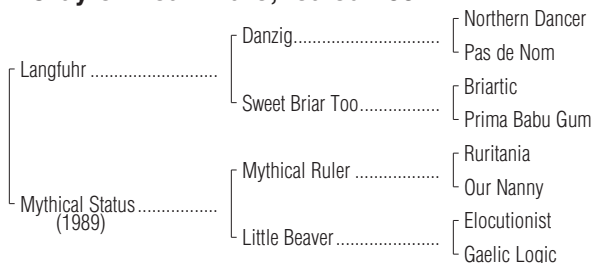 Northern Dancer
Danzig
Pas de Nom
Langfuhr
Briartic
Sweet Briar Too
Prima Babu Gum
Ruritania
Mythical Ruler
Our Nanny
Mythical Status
(1989)
Elocutionist
Little Beaver
Gaelic Logic